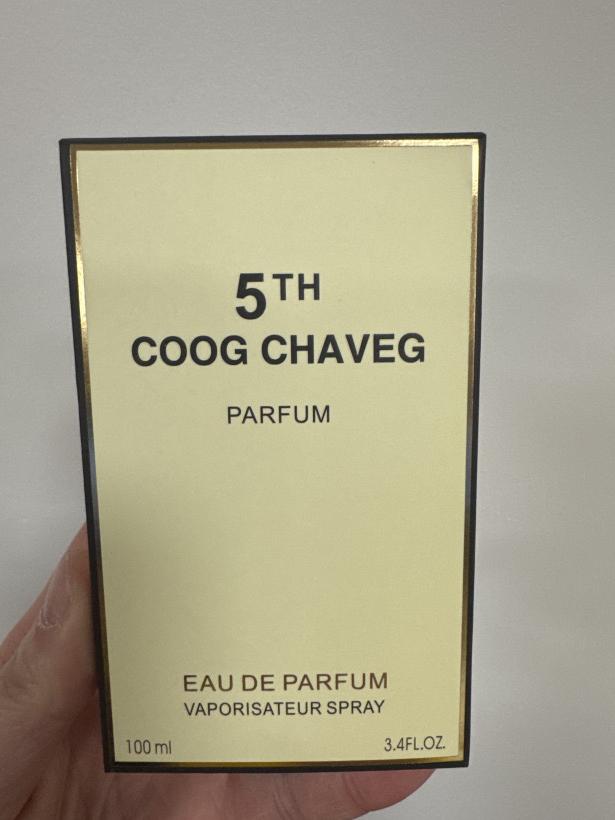 5TH
COOG CHAVEG
PARFUM
EAU DE PARFUM
VAPORISATEUR SPRAY
100 ml 3.4FL.OZ.